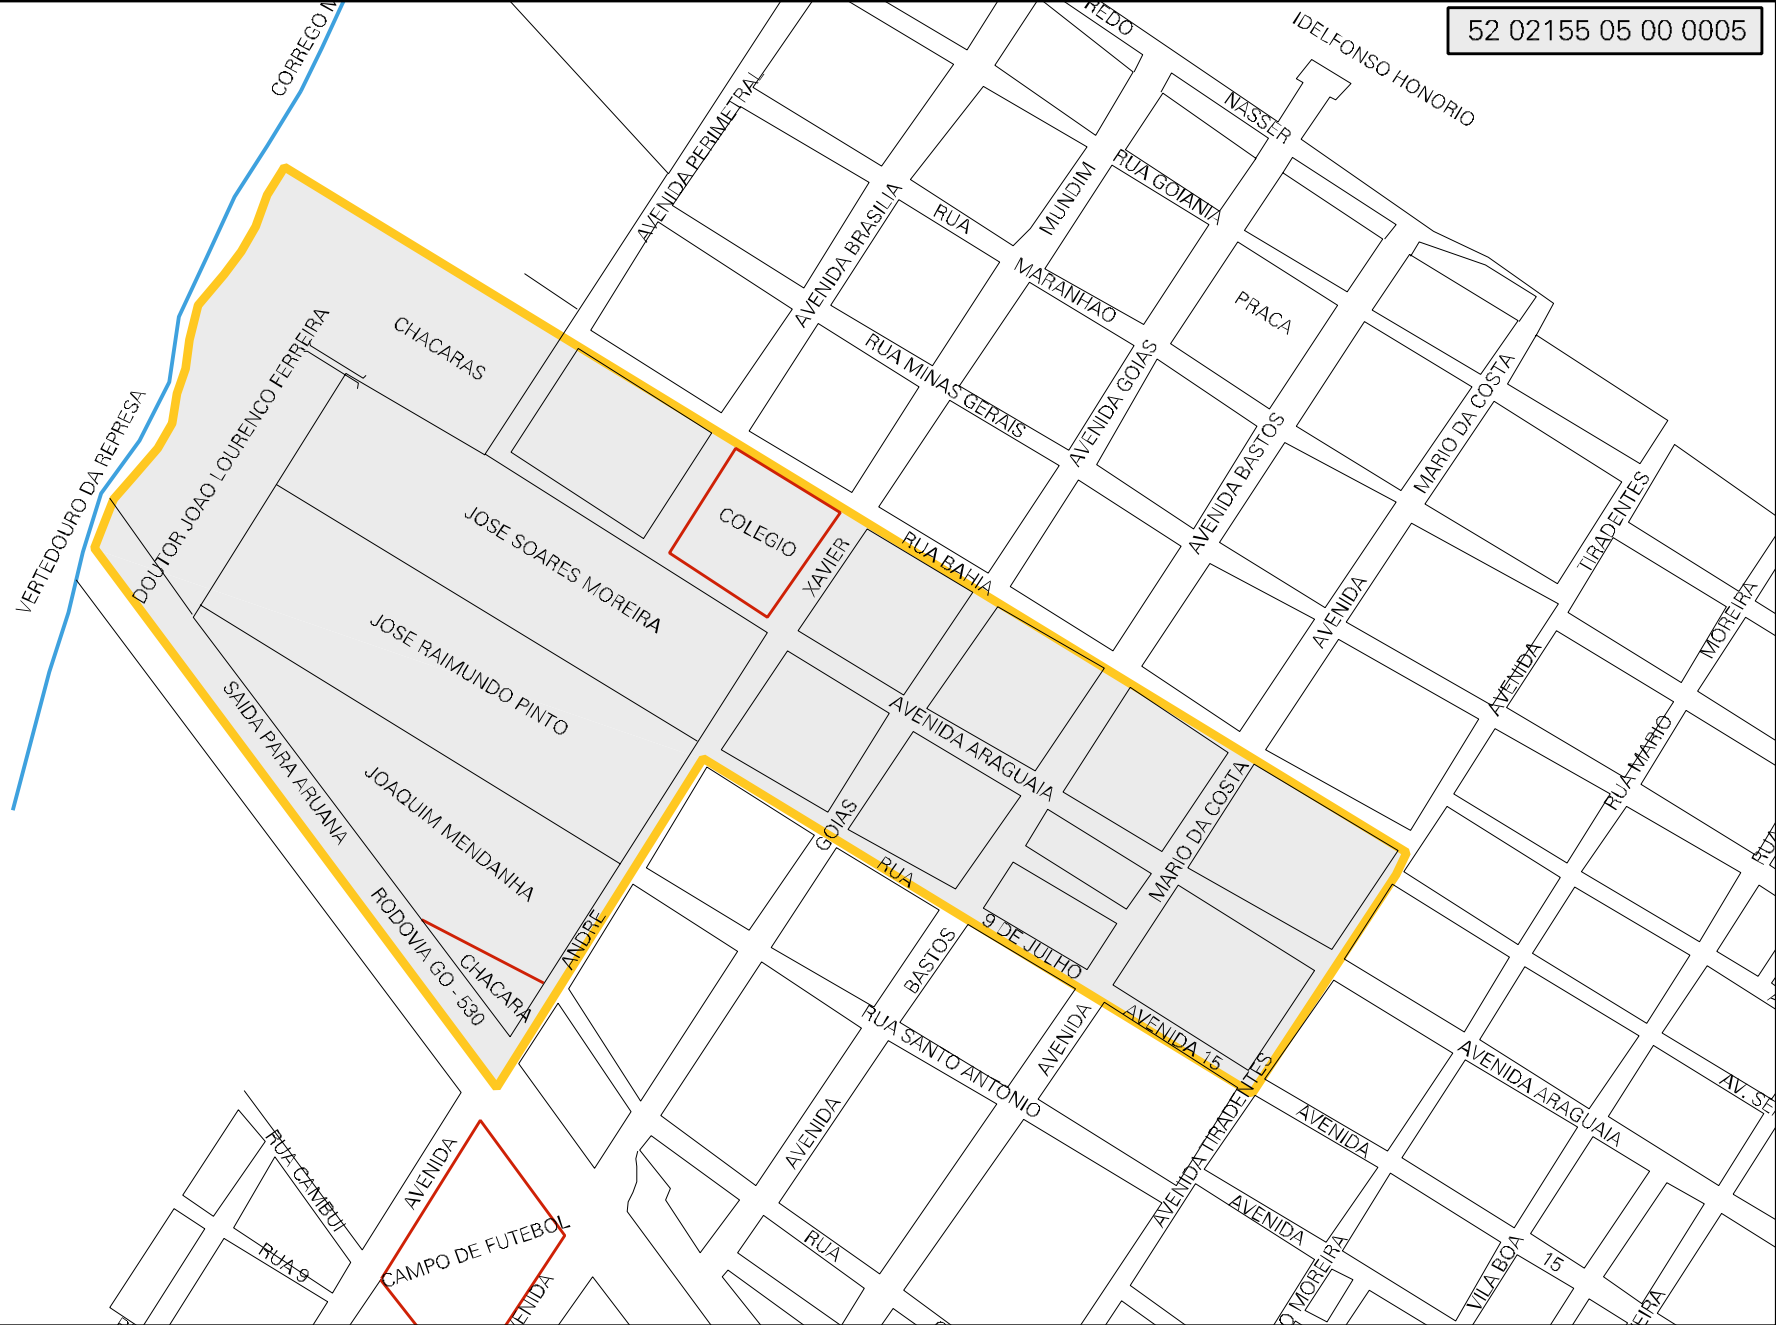 52 02155 05 00 0005
IDELFONSO HONORIO
REDO
NASSER
CORREGO
AVENIDA PERIMETRAL
RUA GOIANIA
MUNDIM
RUA
AVENIDA BRASILIA
MARANHAO
PRACA
CHACARAS
DOUTOR JOAO LOURENCO FERREIRA
RUA MINAS GERAIS
AVENIDA GOIAS
MARIO DA COSTA
VERTEDOURO DA REPRESA
AVENIDA BASTOS
TIRADENTES
COLEGIO
JOSE SOARES MOREIRA
XAVIER
RUA BAHIA
AVENIDA
MOREIRA
JOSE RAIMUNDO PINTO
AVENIDA
SAIDA PARA ARUANA
AVENIDA ARAGUAIA
RUA MARIO
MARIO DA COSTA
JOAQUIM MENDANHA
GOIAS
RUA
RUA
RODOVIA GO - 530
ANDRE
9 DE JULHO
BASTOS
CHACARA
RUA SANTO ANTONIO
AVENIDA
AVENIDA 15
AVENIDA ARAGUAIA
AV. SE
AVENIDA
AVENIDA
AVENIDA TIRADENTES
RUA CAMBUI
AVENIDA
AVENIDA
CAMPO DE FUTEBOL
RUA
RUA 9
15
VILA BOA
O MOREIRA
ENIDA
EIRA